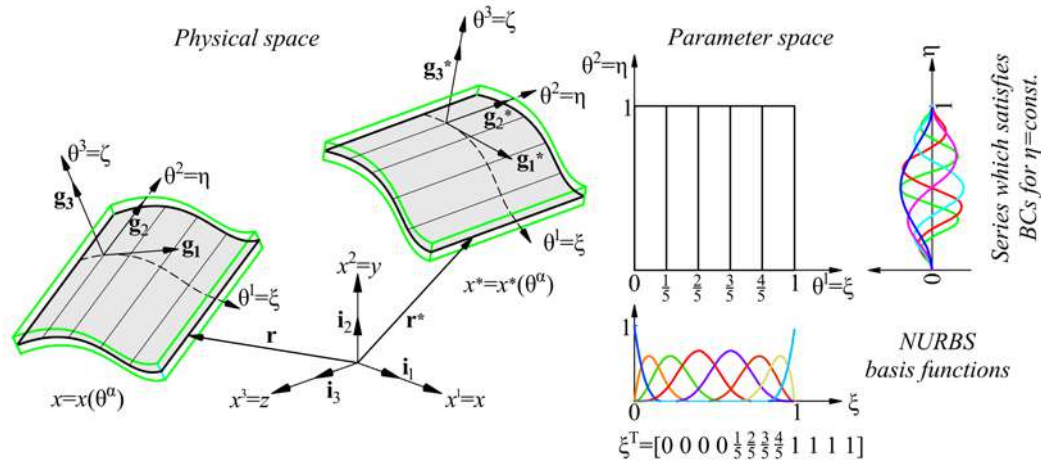 Physical space
θ³=ζ
g₃*
θ²=η
g₂*
g₁*
θ¹=ξ
x*=x*(θᵅ)
r*
θ³=ζ
g₃
θ²=η
g₂
g₁
θ¹=ξ
r
x=x(θᵅ)
x²=y
i₂
i₁
x¹=x
i₃
x³=z
Parameter space
θ²=η
1
0 1/5 2/5 3/5 4/5 1 θ¹=ξ
η
1
0
0
Series which satisfies
BCs for η=const.
1
0 1 ξ
NURBS
basis functions
ξᵀ=[0 0 0 0 1/5 2/5 3/5 4/5 1 1 1 1]